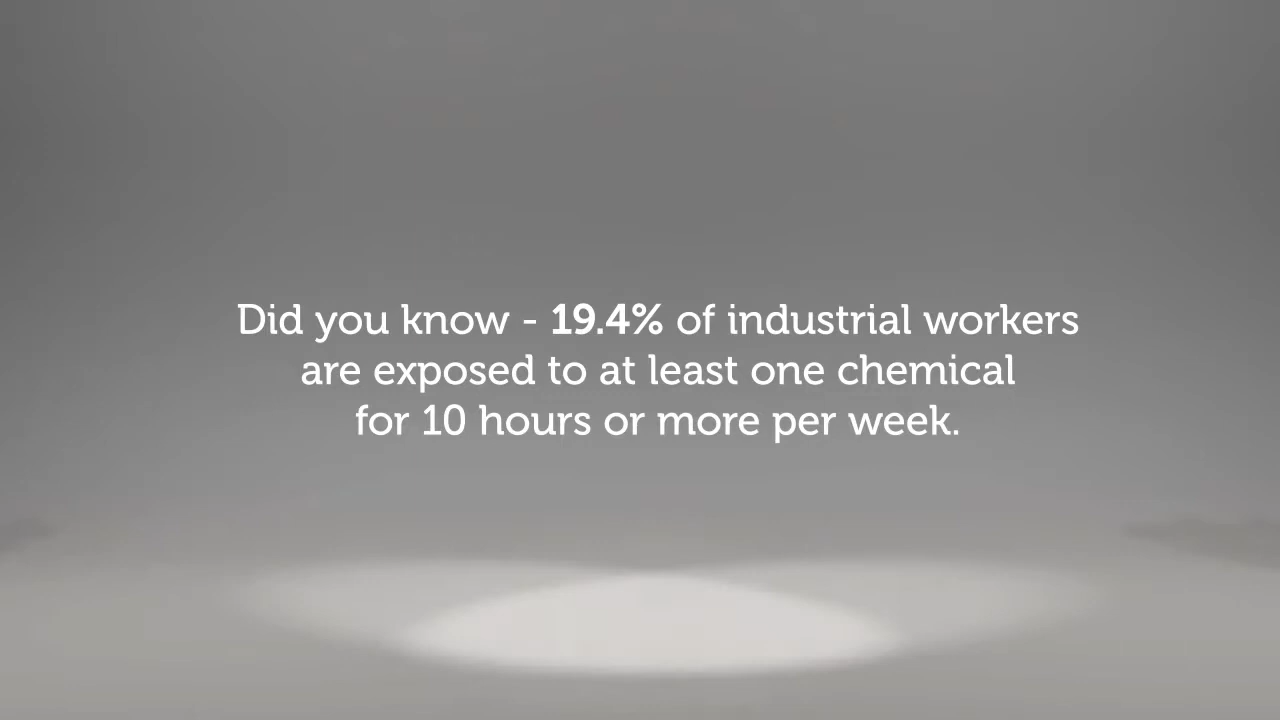 Did you know - 19.4% of industrial workers
are exposed to at least one chemical
for 10 hours or more per week.